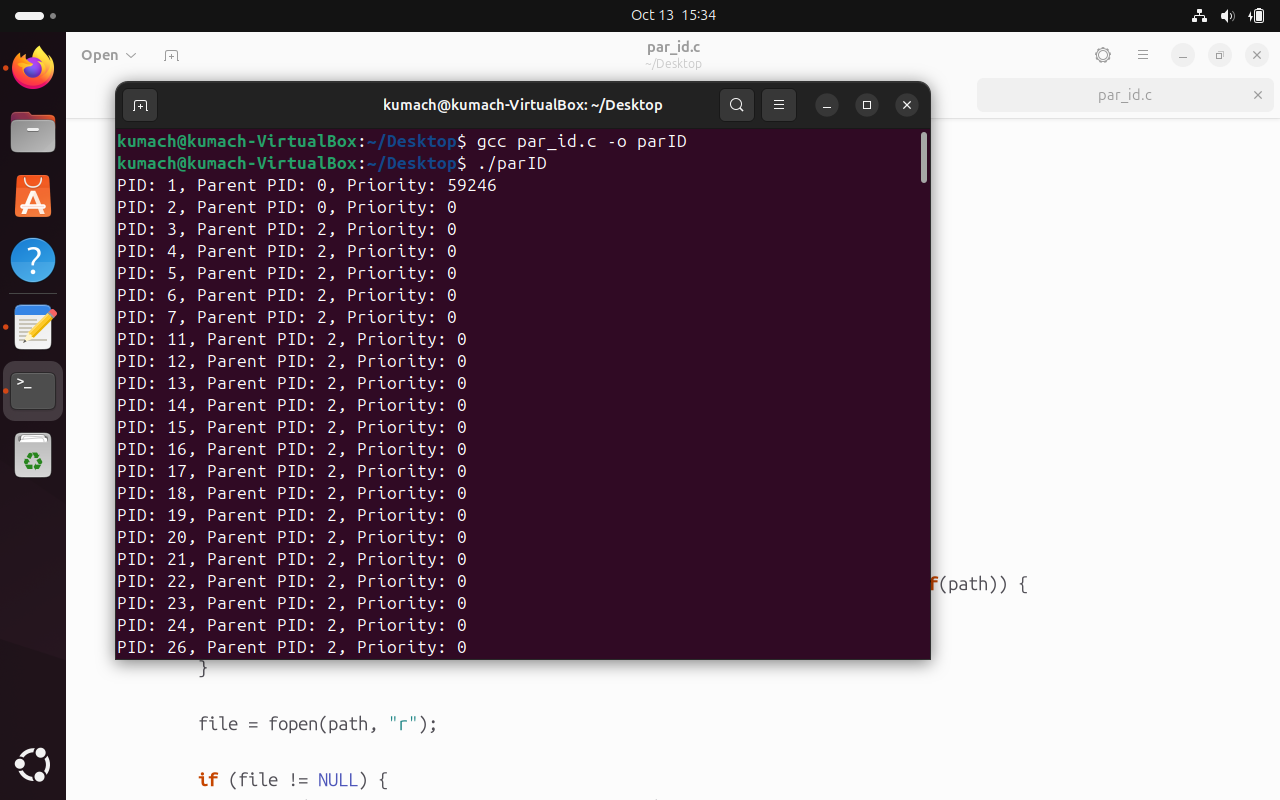 Oct 13 15:34
Open
par_id.c
~/Desktop
par_id.c
kumach@kumach-VirtualBox: ~/Desktop
kumach@kumach-VirtualBox:~/Desktop$ gcc par_id.c -o parID
kumach@kumach-VirtualBox:~/Desktop$ ./parID
PID: 1, Parent PID: 0, Priority: 59246
PID: 2, Parent PID: 0, Priority: 0
PID: 3, Parent PID: 2, Priority: 0
PID: 4, Parent PID: 2, Priority: 0
PID: 5, Parent PID: 2, Priority: 0
PID: 6, Parent PID: 2, Priority: 0
PID: 7, Parent PID: 2, Priority: 0
PID: 11, Parent PID: 2, Priority: 0
PID: 12, Parent PID: 2, Priority: 0
PID: 13, Parent PID: 2, Priority: 0
PID: 14, Parent PID: 2, Priority: 0
PID: 15, Parent PID: 2, Priority: 0
PID: 16, Parent PID: 2, Priority: 0
PID: 17, Parent PID: 2, Priority: 0
PID: 18, Parent PID: 2, Priority: 0
PID: 19, Parent PID: 2, Priority: 0
PID: 20, Parent PID: 2, Priority: 0
PID: 21, Parent PID: 2, Priority: 0
PID: 22, Parent PID: 2, Priority: 0
PID: 23, Parent PID: 2, Priority: 0
PID: 24, Parent PID: 2, Priority: 0
PID: 26, Parent PID: 2, Priority: 0
f(path)) {
}
file = fopen(path, "r");
if (file != NULL) {